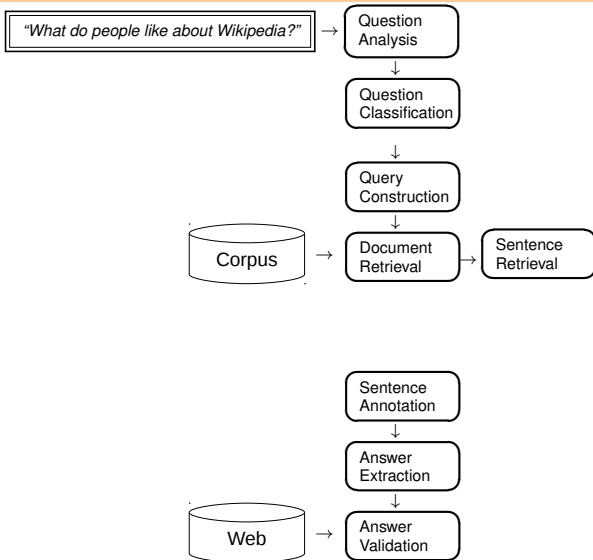 “What do people like about Wikipedia?”
→
Question
Analysis
↓
Question
Classification
↓
Query
Construction
↓
Corpus
→
Document
Retrieval
→
Sentence
Retrieval
Sentence
Annotation
↓
Answer
Extraction
↓
Web
→
Answer
Validation